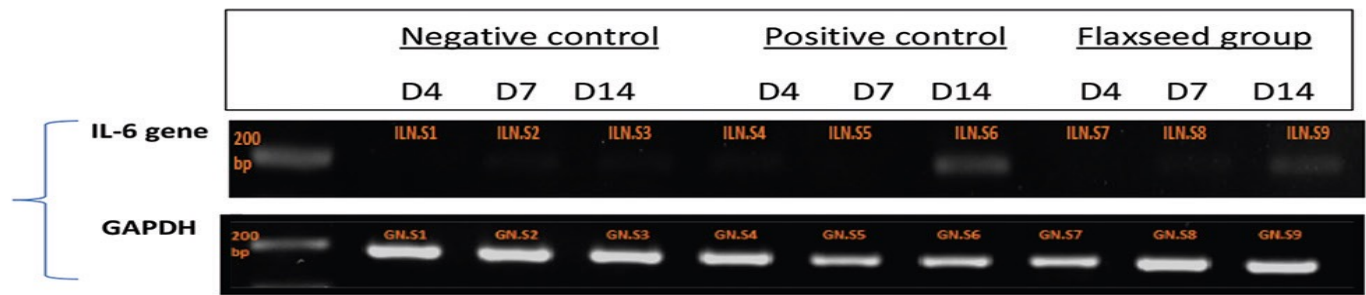 Negative control Positive control Flaxseed group
D4 D7 D14 D4 D7 D14 D4 D7 D14
IL-6 gene
200 bp
ILN.S1 ILN.S2 ILN.S3 ILN.S4 ILN.S5 ILN.S6 ILN.S7 ILN.S8 ILN.S9
GAPDH
200 bp
GN.S1 GN.S2 GN.S3 GN.S4 GN.S5 GN.S6 GN.S7 GN.S8 GN.S9